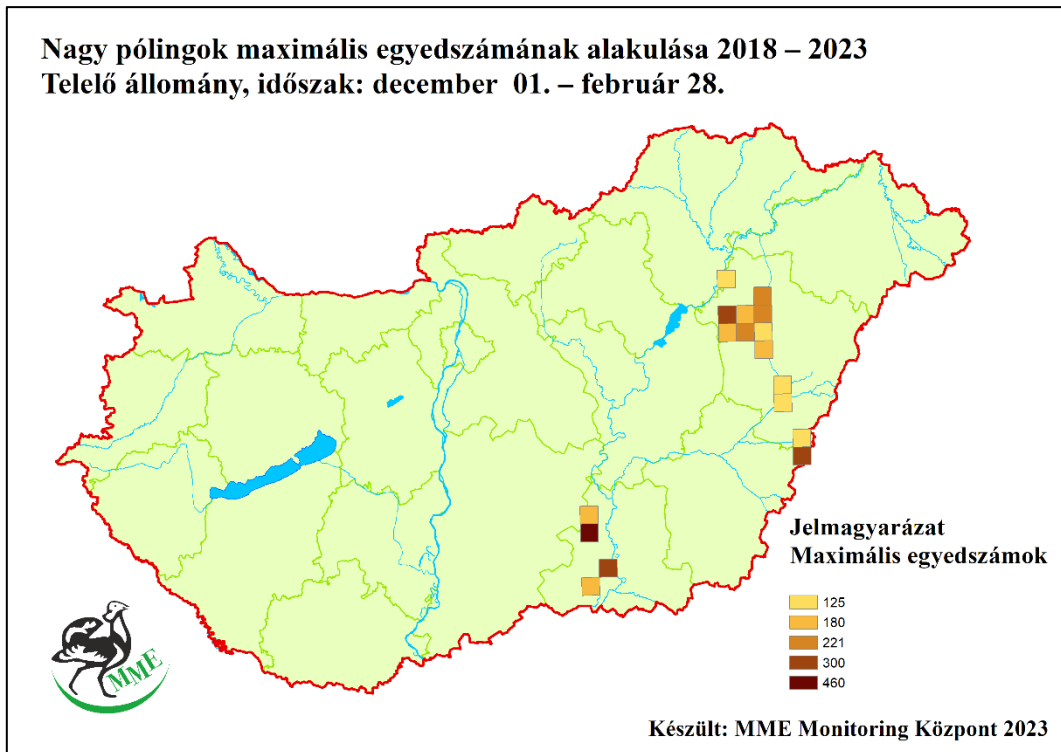 Nagy pólingok maximális egyedszámának alakulása 2018 – 2023
Telelő állomány, időszak: december 01. – február 28.
Jelmagyarázat
Maximális egyedszámok
125
180
221
300
460
MME
Készült: MME Monitoring Központ 2023